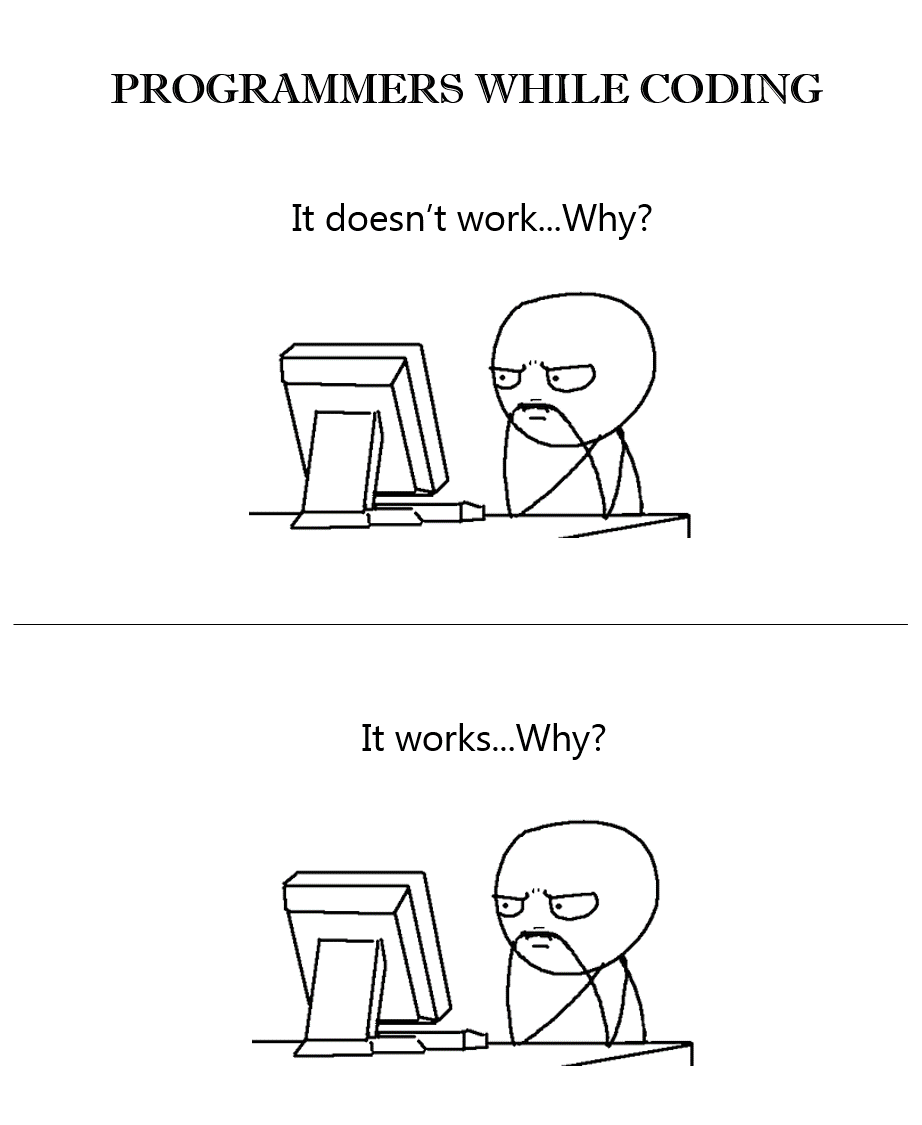 PROGRAMMERS WHILE CODING
It doesn’t work...Why?
It works...Why?